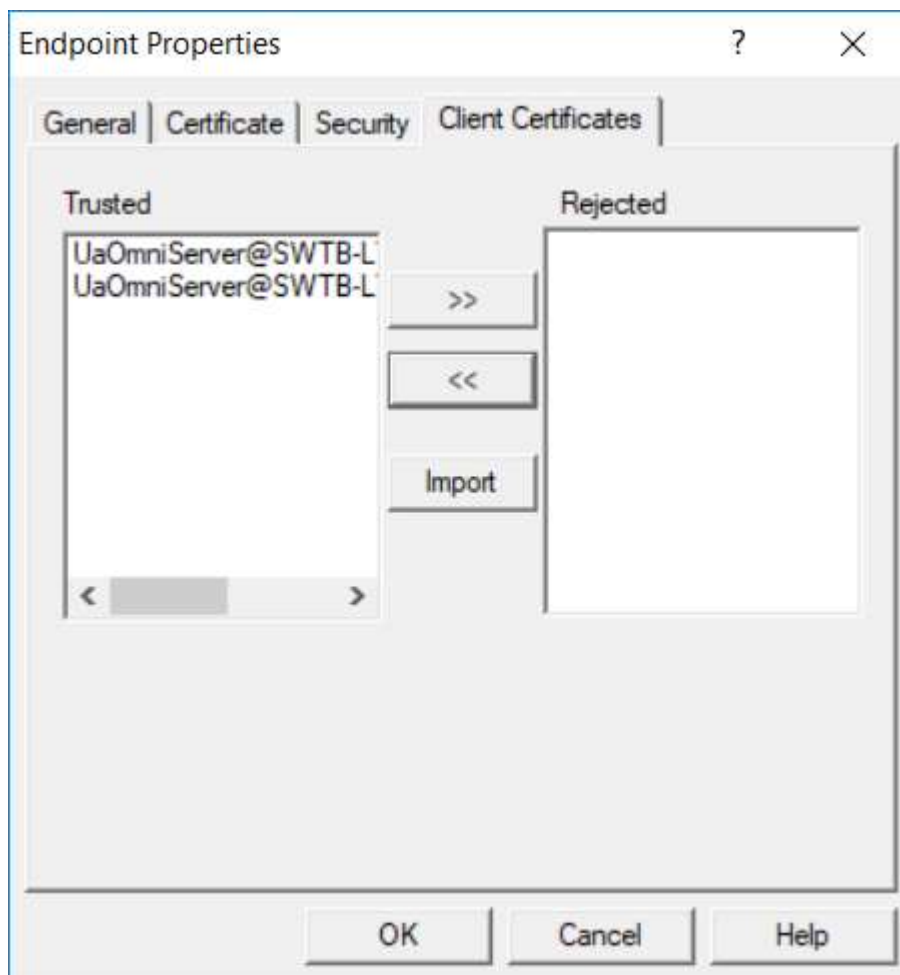 Endpoint Properties ?
General Certificate Security Client Certificates
Trusted Rejected
UaOmniServer@SWTB-L
UaOmniServer@SWTB-L
>>
<<
Import
OK Cancel Help